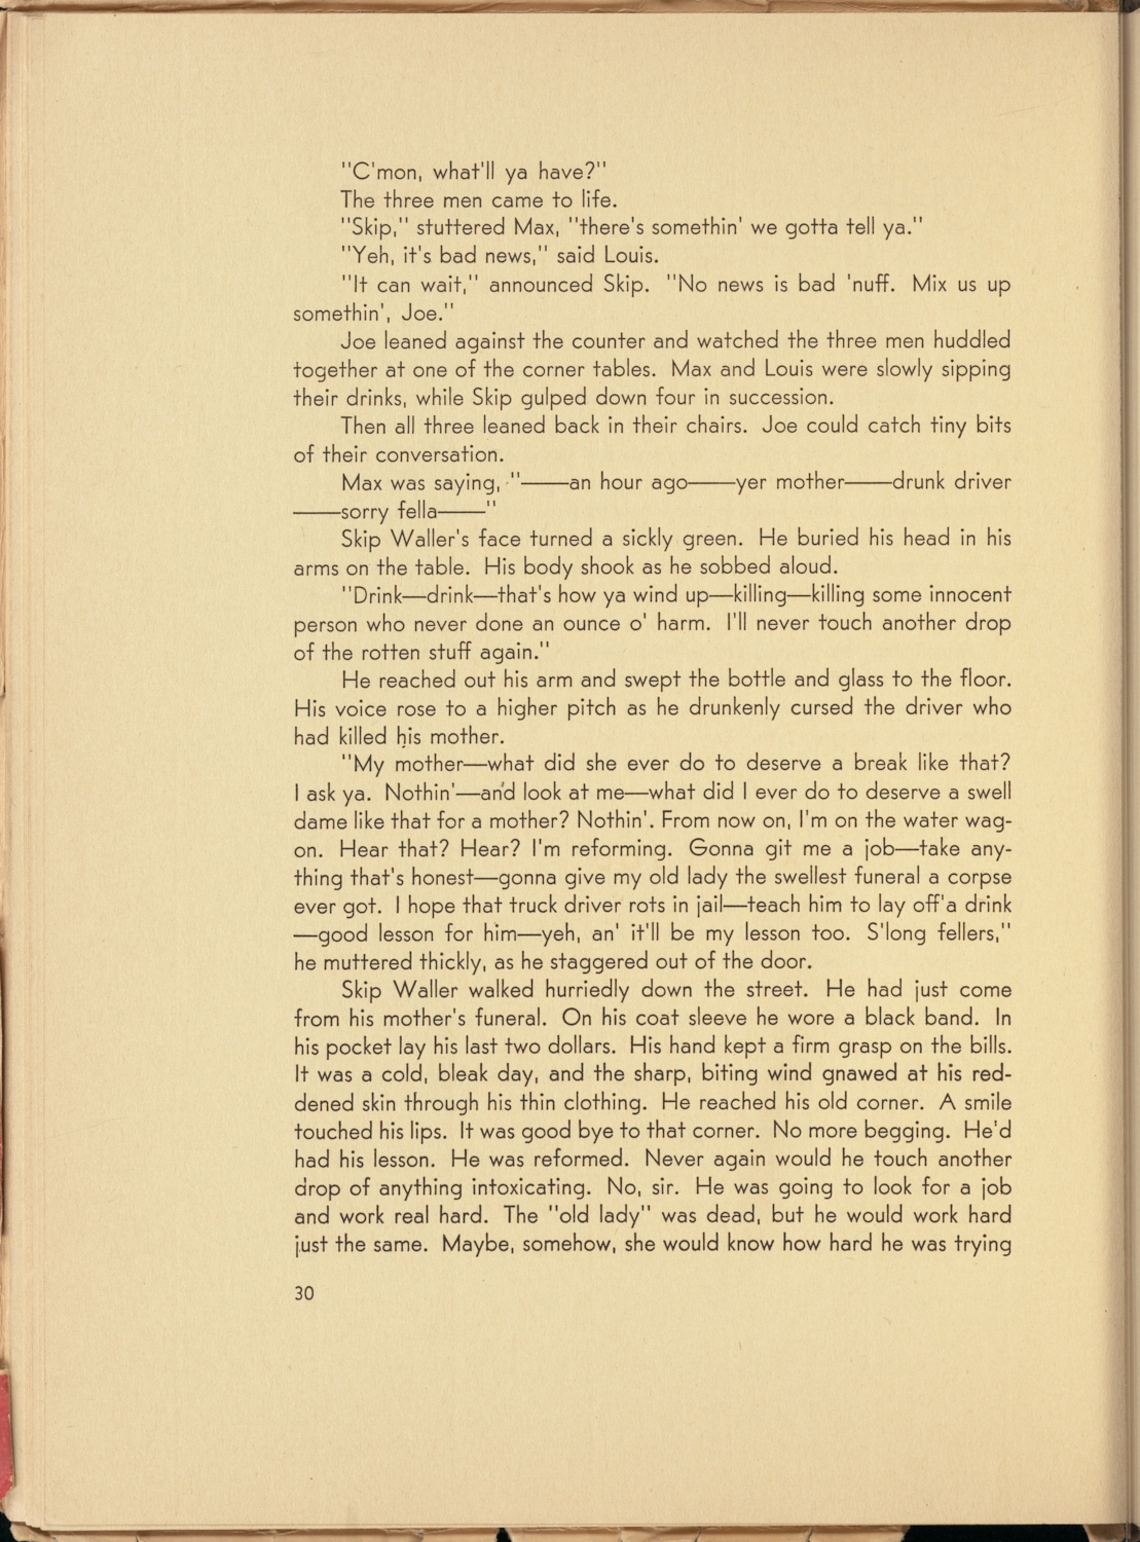 "C'mon, what'll ya have?"
The three men came to life.
"Skip," stuttered Max, "there's somethin' we gotta tell ya."
"Yeh, it's bad news," said Louis.
"It can wait," announced Skip. "No news is bad 'nuff. Mix us up
somethin', Joe."
Joe leaned against the counter and watched the three men huddled
together at one of the corner tables. Max and Louis were slowly sipping
their drinks, while Skip gulped down four in succession.
Then all three leaned back in their chairs. Joe could catch tiny bits
of their conversation.
Max was saying, "——an hour ago——yer mother——drunk driver
——sorry fella——"
Skip Waller's face turned a sickly green. He buried his head in his
arms on the table. His body shook as he sobbed aloud.
"Drink—drink—that's how ya wind up—killing—killing some innocent
person who never done an ounce o' harm. I'll never touch another drop
of the rotten stuff again."
He reached out his arm and swept the bottle and glass to the floor.
His voice rose to a higher pitch as he drunkenly cursed the driver who
had killed his mother.
"My mother—what did she ever do to deserve a break like that?
I ask ya. Nothin'—and look at me—what did I ever do to deserve a swell
dame like that for a mother? Nothin'. From now on, I'm on the water wag-
on. Hear that? Hear? I'm reforming. Gonna git me a job—take any-
thing that's honest—gonna give my old lady the swellest funeral a corpse
ever got. I hope that truck driver rots in jail—teach him to lay off'a drink
—good lesson for him—yeh, an' it'll be my lesson too. S'long fellers,"
he muttered thickly, as he staggered out of the door.
Skip Waller walked hurriedly down the street. He had just come
from his mother's funeral. On his coat sleeve he wore a black band. In
his pocket lay his last two dollars. His hand kept a firm grasp on the bills.
It was a cold, bleak day, and the sharp, biting wind gnawed at his red-
dened skin through his thin clothing. He reached his old corner. A smile
touched his lips. It was good bye to that corner. No more begging. He'd
had his lesson. He was reformed. Never again would he touch another
drop of anything intoxicating. No, sir. He was going to look for a job
and work real hard. The "old lady" was dead, but he would work hard
just the same. Maybe, somehow, she would know how hard he was trying
30